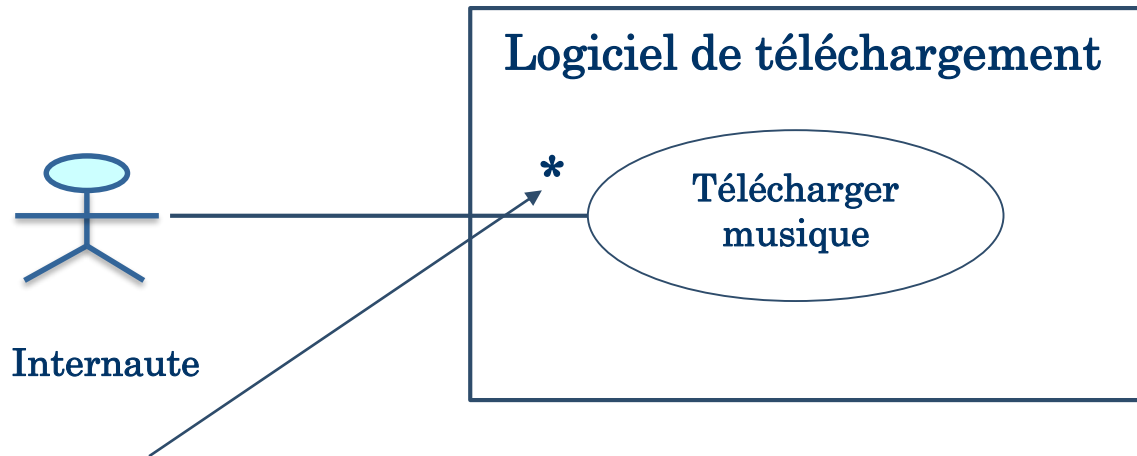 Logiciel de téléchargement
*
Télécharger
musique
Internaute